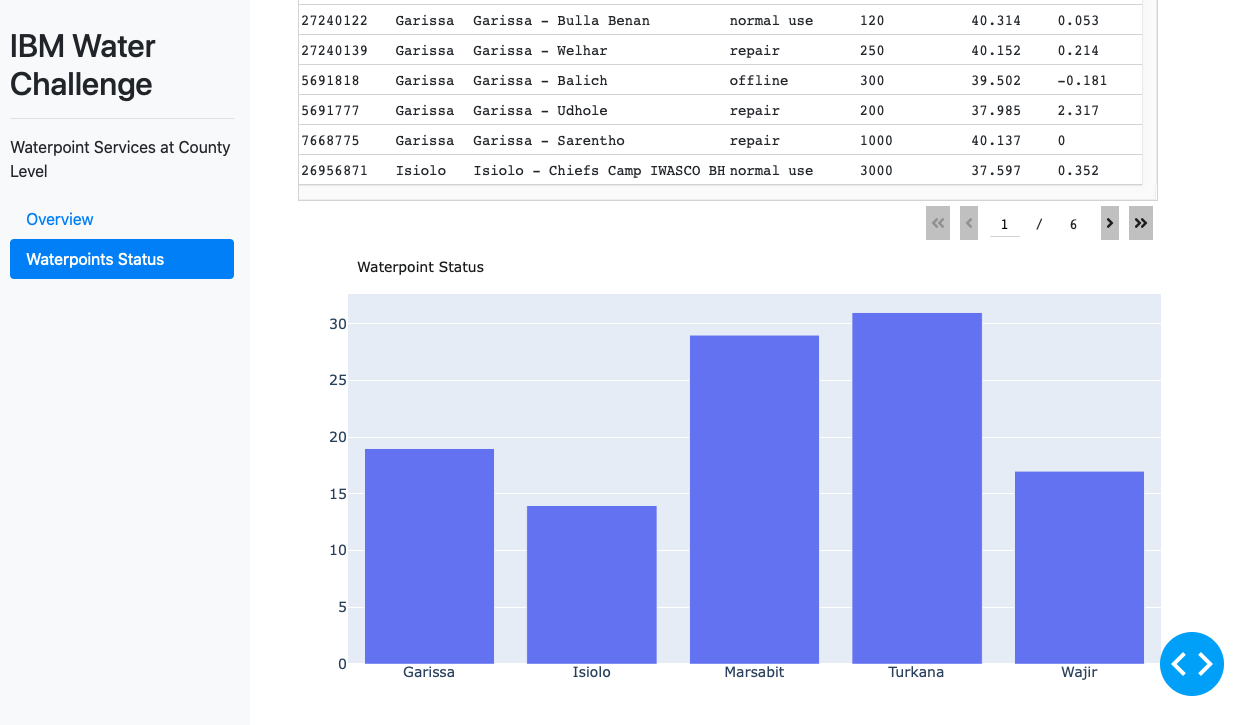 IBM Water
Challenge
Waterpoint Services at County
Level
Overview
Waterpoints Status
27240122 Garissa Garissa - Bulla Benan normal use 120 40.314 0.053
27240139 Garissa Garissa - Welhar repair 250 40.152 0.214
5691818 Garissa Garissa - Balich offline 300 39.502 -0.181
5691777 Garissa Garissa - Udhole repair 200 37.985 2.317
7668775 Garissa Garissa - Sarentho repair 1000 40.137 0
26956871 Isiolo Isiolo - Chiefs Camp IWASCO BH normal use 3000 37.597 0.352
1 / 6
Waterpoint Status
30
25
20
15
10
5
0
Garissa Isiolo Marsabit Turkana Wajir